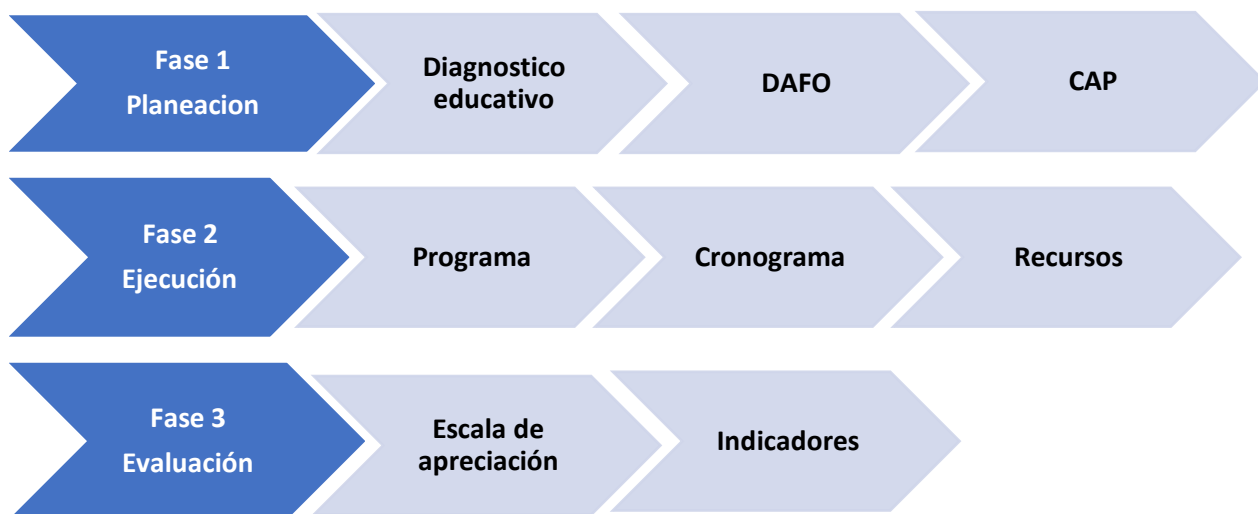 Fase 1
Planeacion
Diagnostico
educativo
DAFO
CAP
Fase 2
Ejecución
Programa
Cronograma
Recursos
Fase 3
Evaluación
Escala de
apreciación
Indicadores